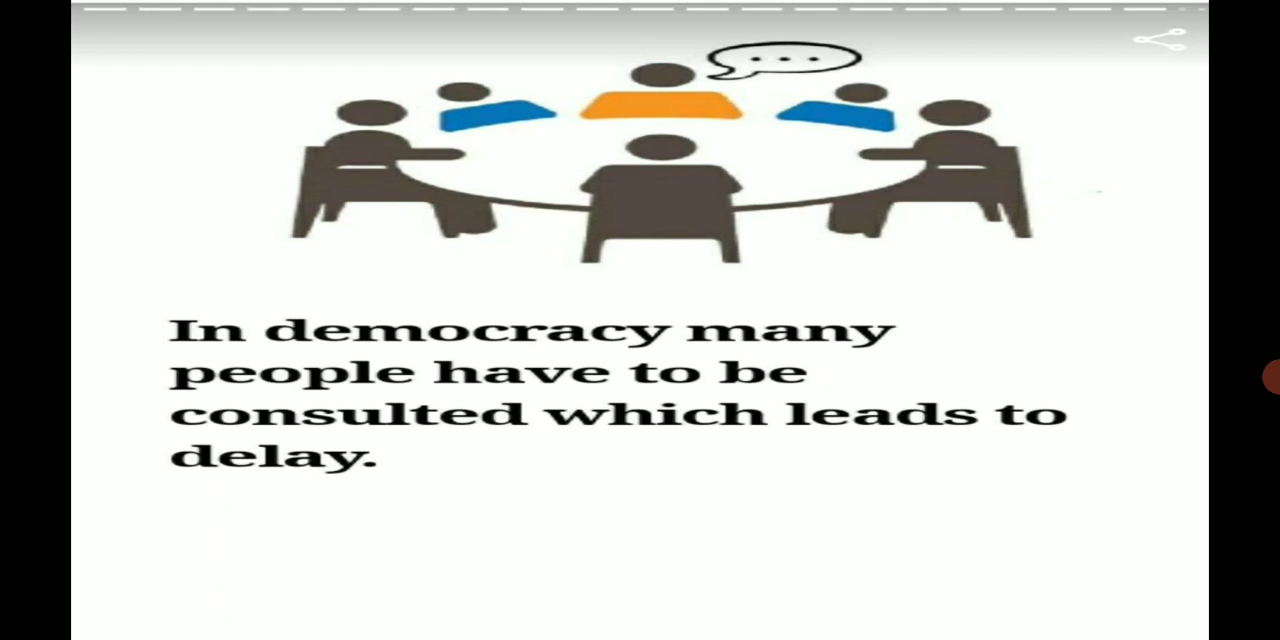 In democracy many
people have to be
consulted which leads to
delay.